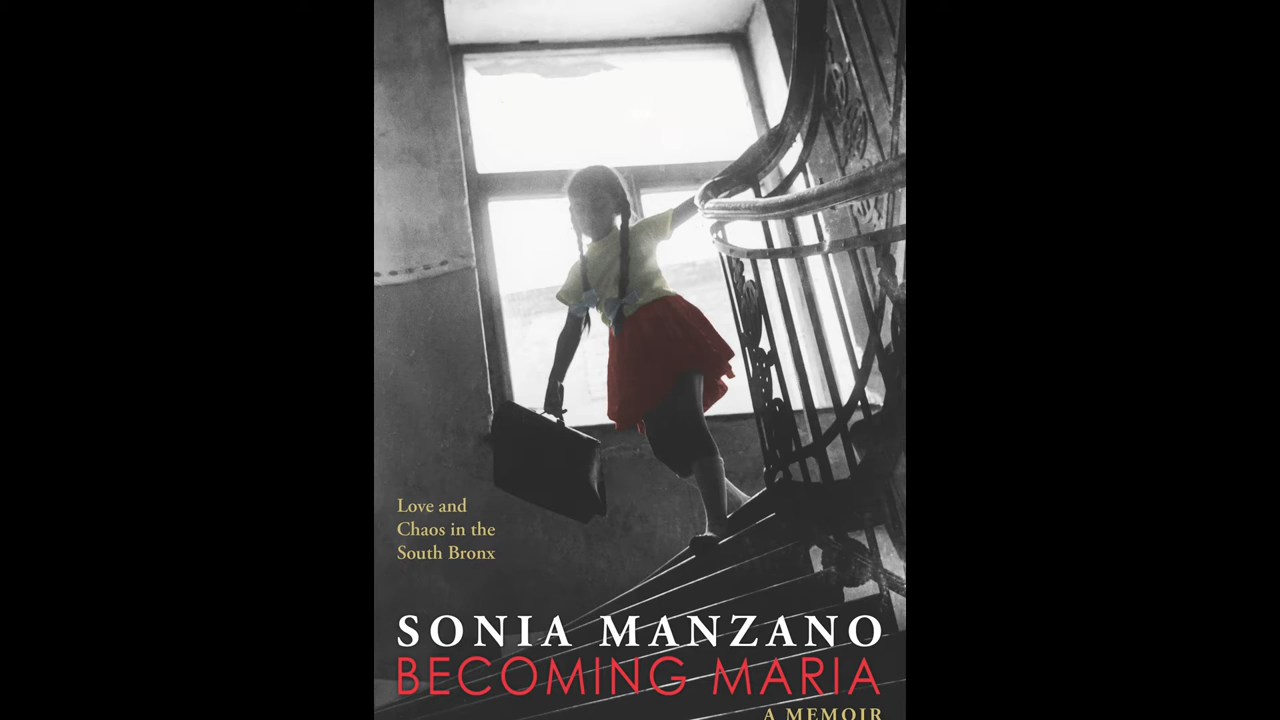 Love and
Chaos in the
South Bronx
SONIA MANZANO
BECOMING MARIA
A MEMOIR